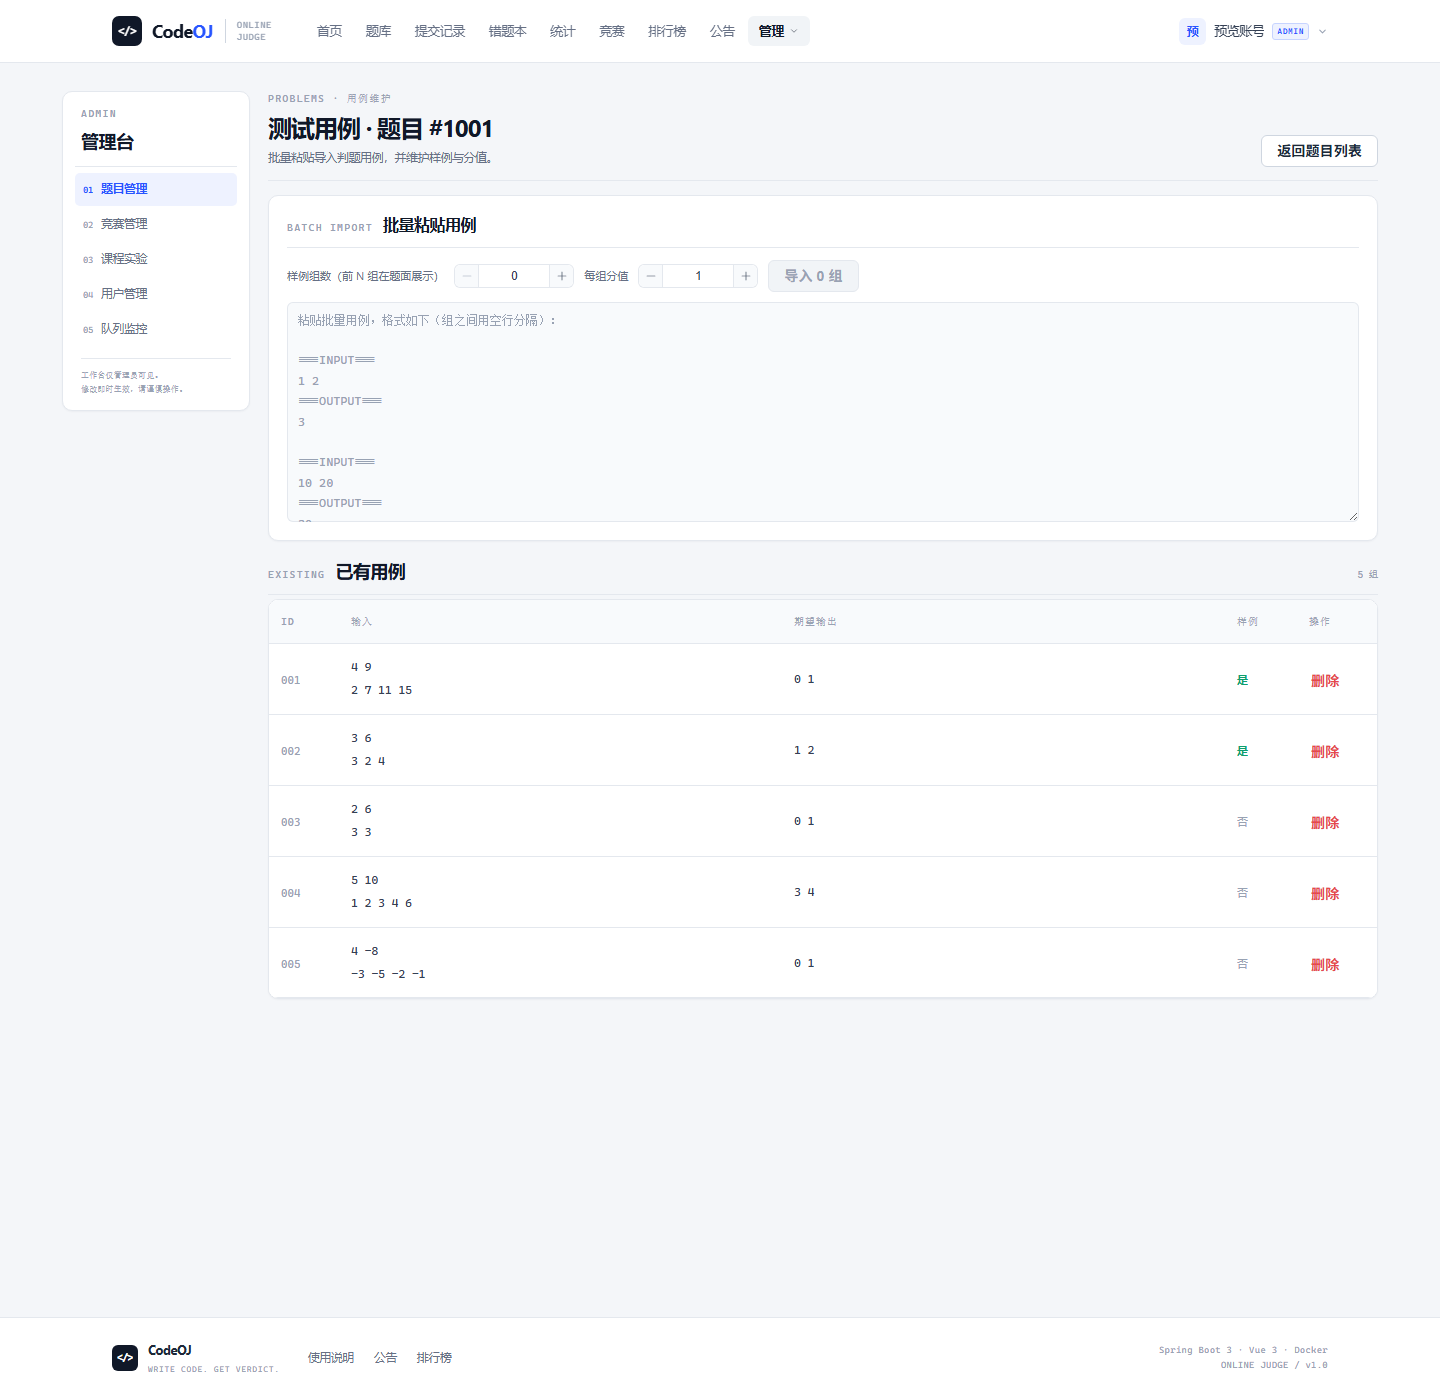 </> CodeOJ ONLINE JUDGE 首页 题库 提交记录 错题本 统计 竞赛 排行榜 公告 管理 预 预览账号 ADMIN
ADMIN
管理台
01 题目管理
02 竞赛管理
03 课程实验
04 用户管理
05 队列监控
工作台仅管理员可见。
修改即时生效，请谨慎操作。
PROBLEMS · 用例维护
测试用例 · 题目 #1001
批量粘贴导入判题用例，并维护样例与分值。
返回题目列表
BATCH IMPORT 批量粘贴用例
样例组数（前 N 组在题面展示） − 0 + 每组分值 − 1 + 导入 0 组
粘贴批量用例，格式如下（组之间用空行分隔）：
===INPUT===
1 2
===OUTPUT===
3
===INPUT===
10 20
===OUTPUT===
EXISTING 已有用例 5 组
ID 输入 期望输出 样例 操作
001 4 9
2 7 11 15 0 1 是 删除
002 3 6
3 2 4 1 2 是 删除
003 2 6
3 3 0 1 否 删除
004 5 10
1 2 3 4 6 3 4 否 删除
005 4 -8
-3 -5 -2 -1 0 1 否 删除
</> CodeOJ
WRITE CODE. GET VERDICT.
使用说明 公告 排行榜
Spring Boot 3 · Vue 3 · Docker
ONLINE JUDGE / v1.0